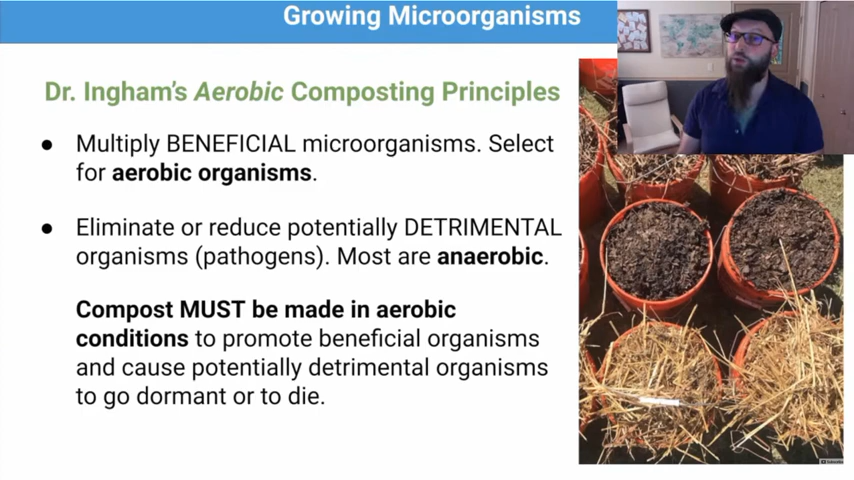 Growing Microorganisms
Dr. Ingham's Aerobic Composting Principles
● Multiply BENEFICIAL microorganisms. Select
for aerobic organisms.
● Eliminate or reduce potentially DETRIMENTAL
organisms (pathogens). Most are anaerobic.
Compost MUST be made in aerobic
conditions to promote beneficial organisms
and cause potentially detrimental organisms
to go dormant or to die.